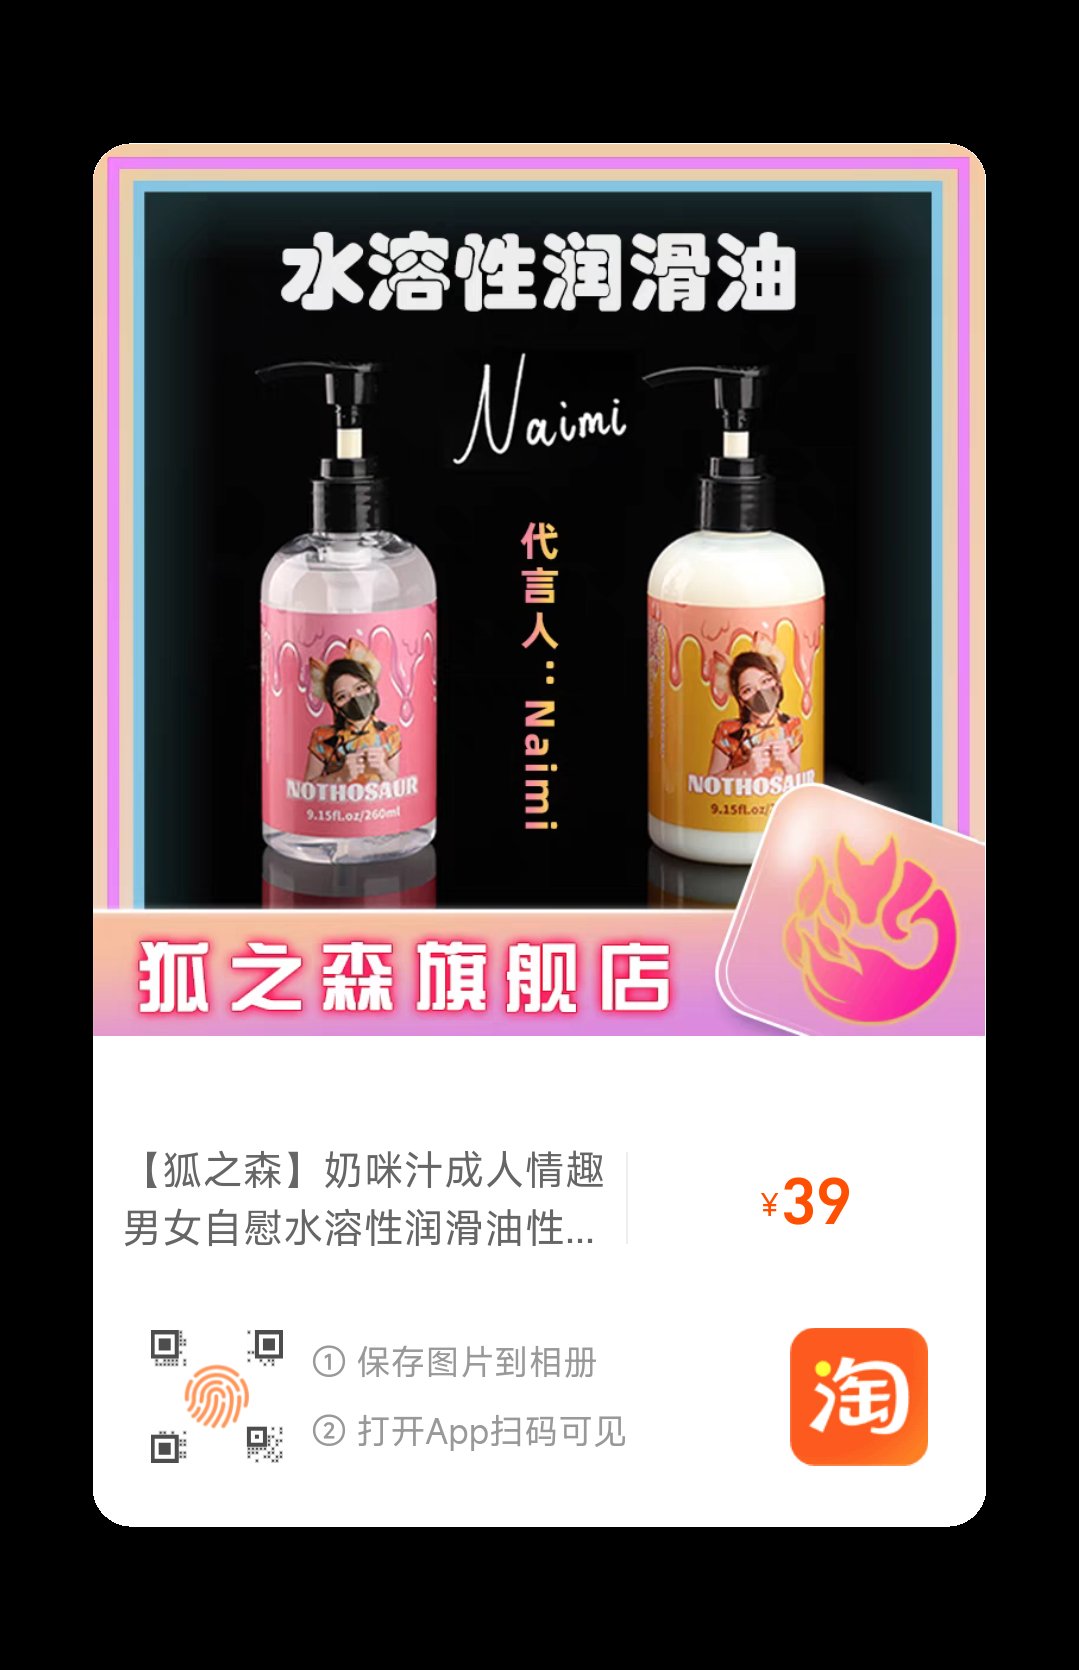 水溶性润滑油
Naimi
代言人：Naimi
NOTHOSAUR
9.15fl.oz/260ml
NOTHOSAUR
9.15fl.oz/
狐之森旗舰店
【狐之森】奶咪汁成人情趣
男女自慰水溶性润滑油性...
¥39
① 保存图片到相册
② 打开App扫码可见
淘